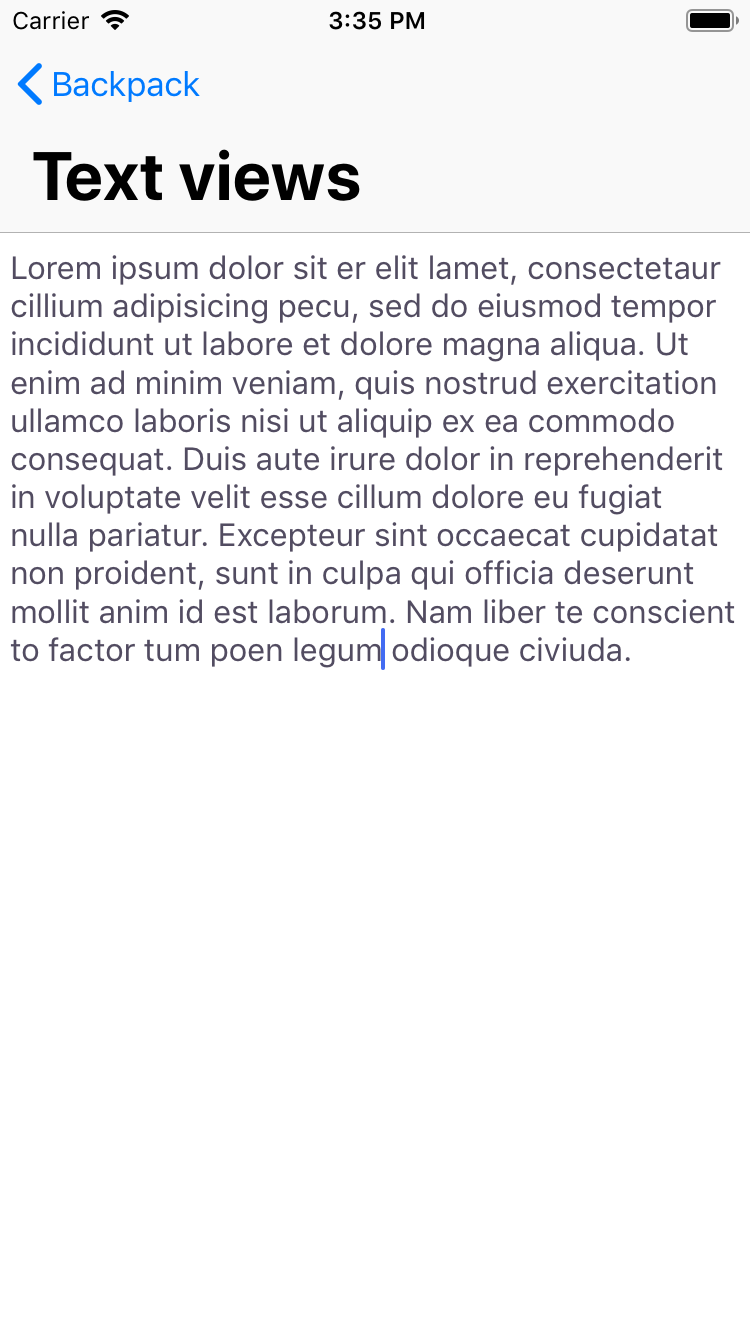 Carrier
3:35 PM
Backpack
Text views
Lorem ipsum dolor sit er elit lamet, consectetaur
cillium adipisicing pecu, sed do eiusmod tempor
incididunt ut labore et dolore magna aliqua. Ut
enim ad minim veniam, quis nostrud exercitation
ullamco laboris nisi ut aliquip ex ea commodo
consequat. Duis aute irure dolor in reprehenderit
in voluptate velit esse cillum dolore eu fugiat
nulla pariatur. Excepteur sint occaecat cupidatat
non proident, sunt in culpa qui officia deserunt
mollit anim id est laborum. Nam liber te conscient
to factor tum poen legum odioque civiuda.